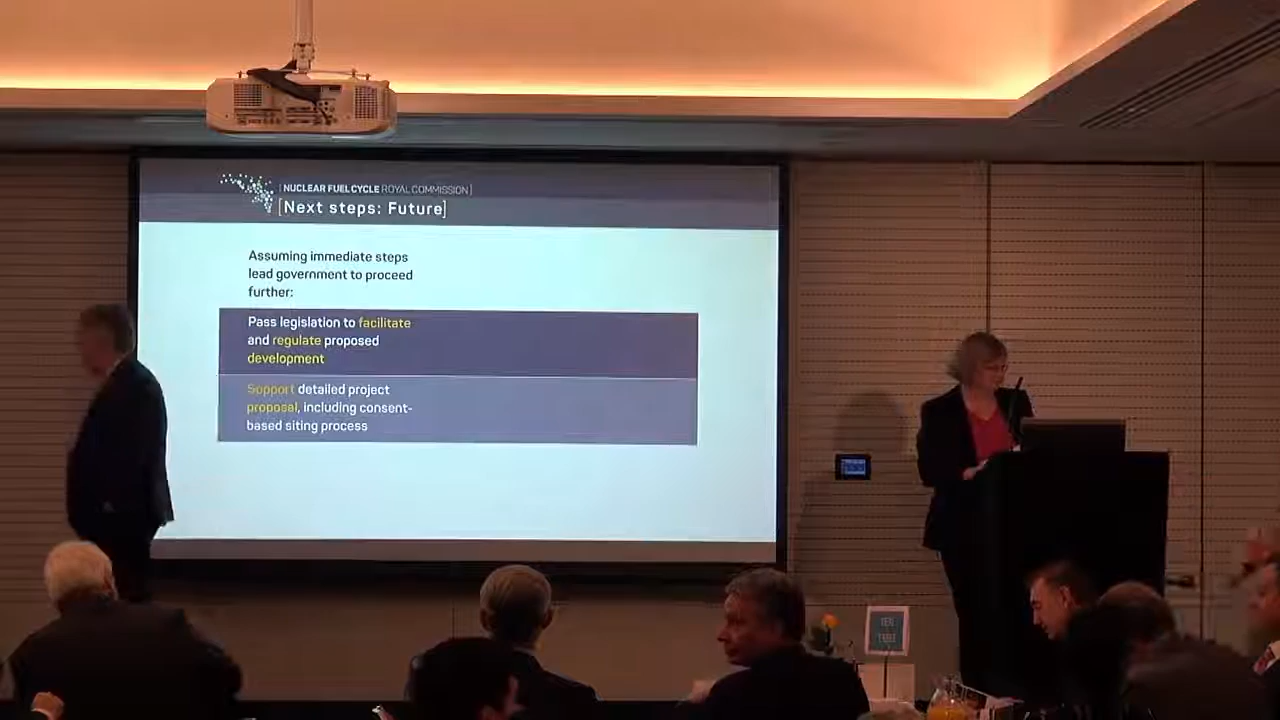 [NUCLEAR FUEL CYCLE ROYAL COMMISSION]
[Next steps: Future]
Assuming immediate steps
lead government to proceed
further:
Pass legislation to facilitate
and regulate proposed
development
Support detailed project
proposal, including consent-
based siting process